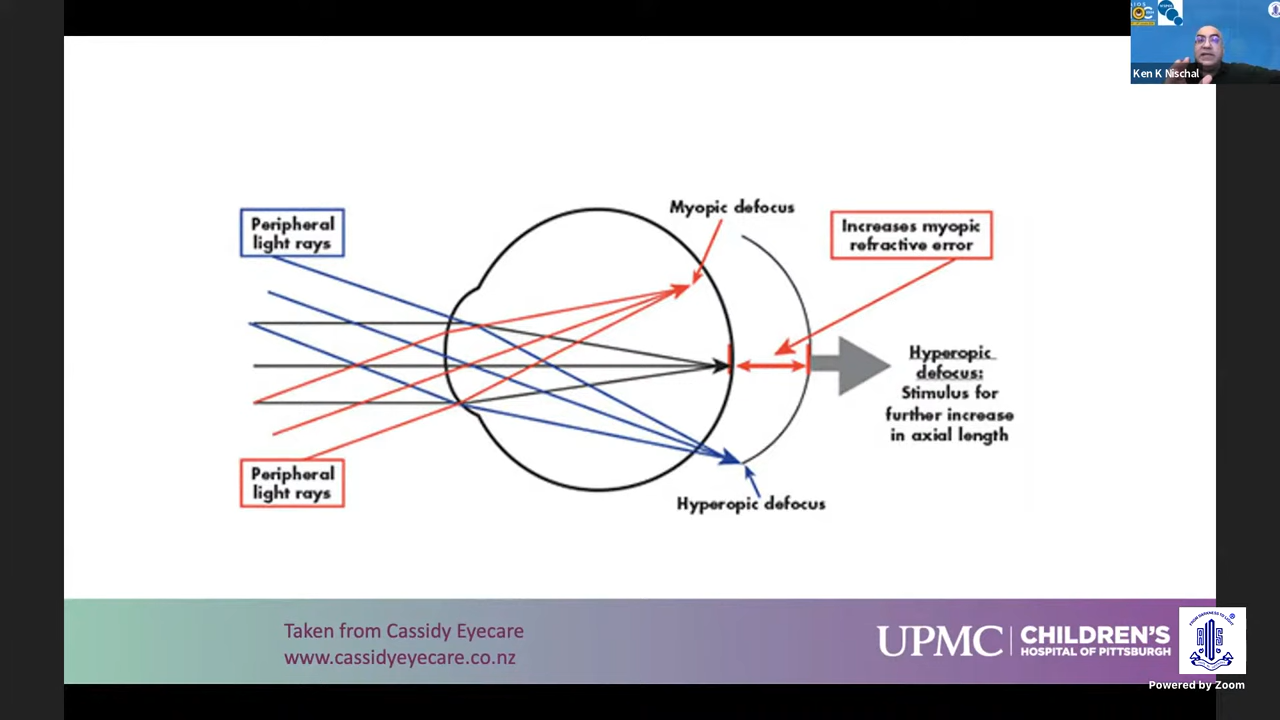 Ken K Nischal
Peripheral
light rays
Myopic defocus
Increases myopic
refractive error
Hyperopic
defocus:
Stimulus for
further increase
in axial length
Peripheral
light rays
Hyperopic defocus
Taken from Cassidy Eyecare
www.cassidyeyecare.co.nz
UPMC
CHILDREN'S
HOSPITAL OF PITTSBURGH
Powered by Zoom